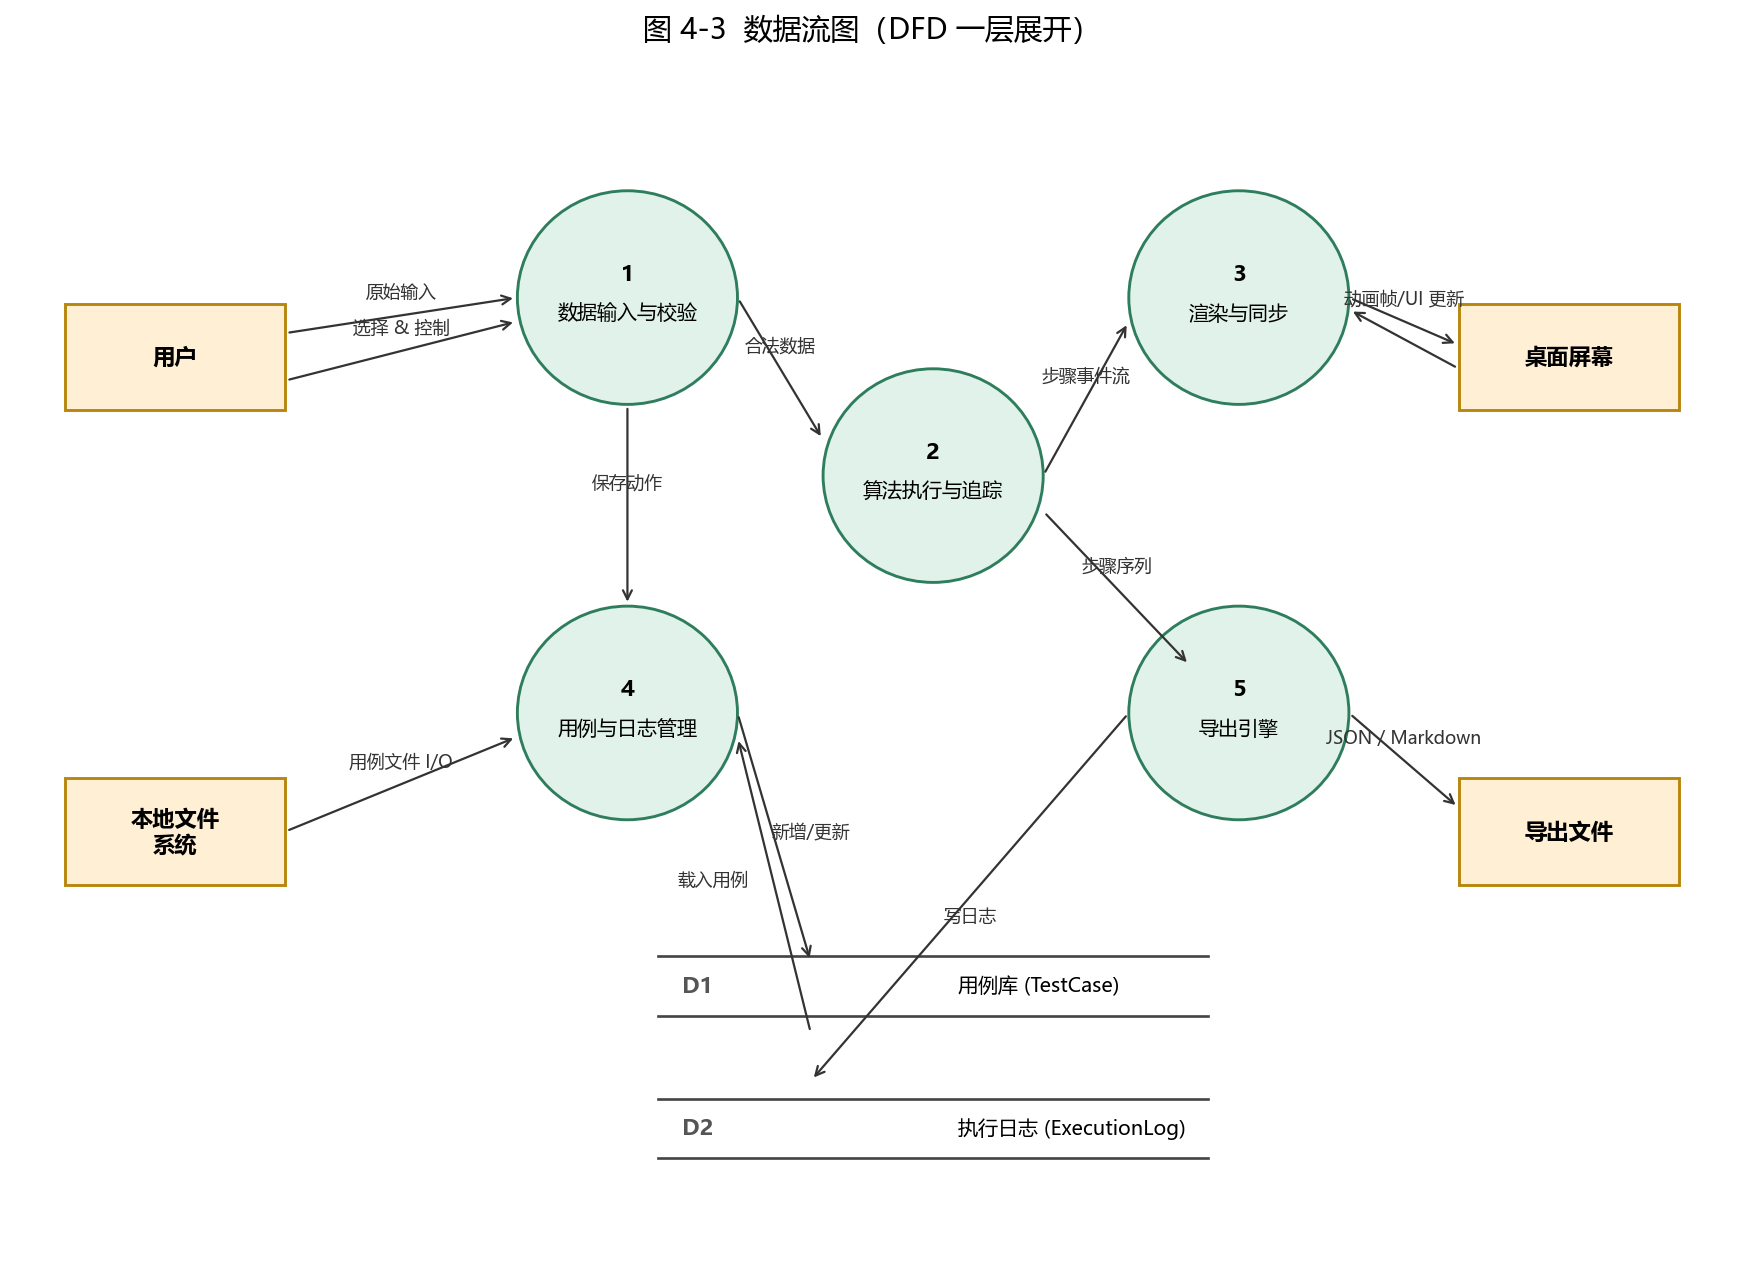 图 4-3 数据流图（DFD 一层展开）
1
数据输入与校验
3
渲染与同步
原始输入
选择 & 控制
用户
合法数据
动画帧/UI 更新
桌面屏幕
步骤事件流
2
算法执行与追踪
保存动作
步骤序列
4
用例与日志管理
5
导出引擎
用例文件 I/O
JSON / Markdown
本地文件
系统
新增/更新
导出文件
载入用例
写日志
D1
用例库 (TestCase)
D2
执行日志 (ExecutionLog)